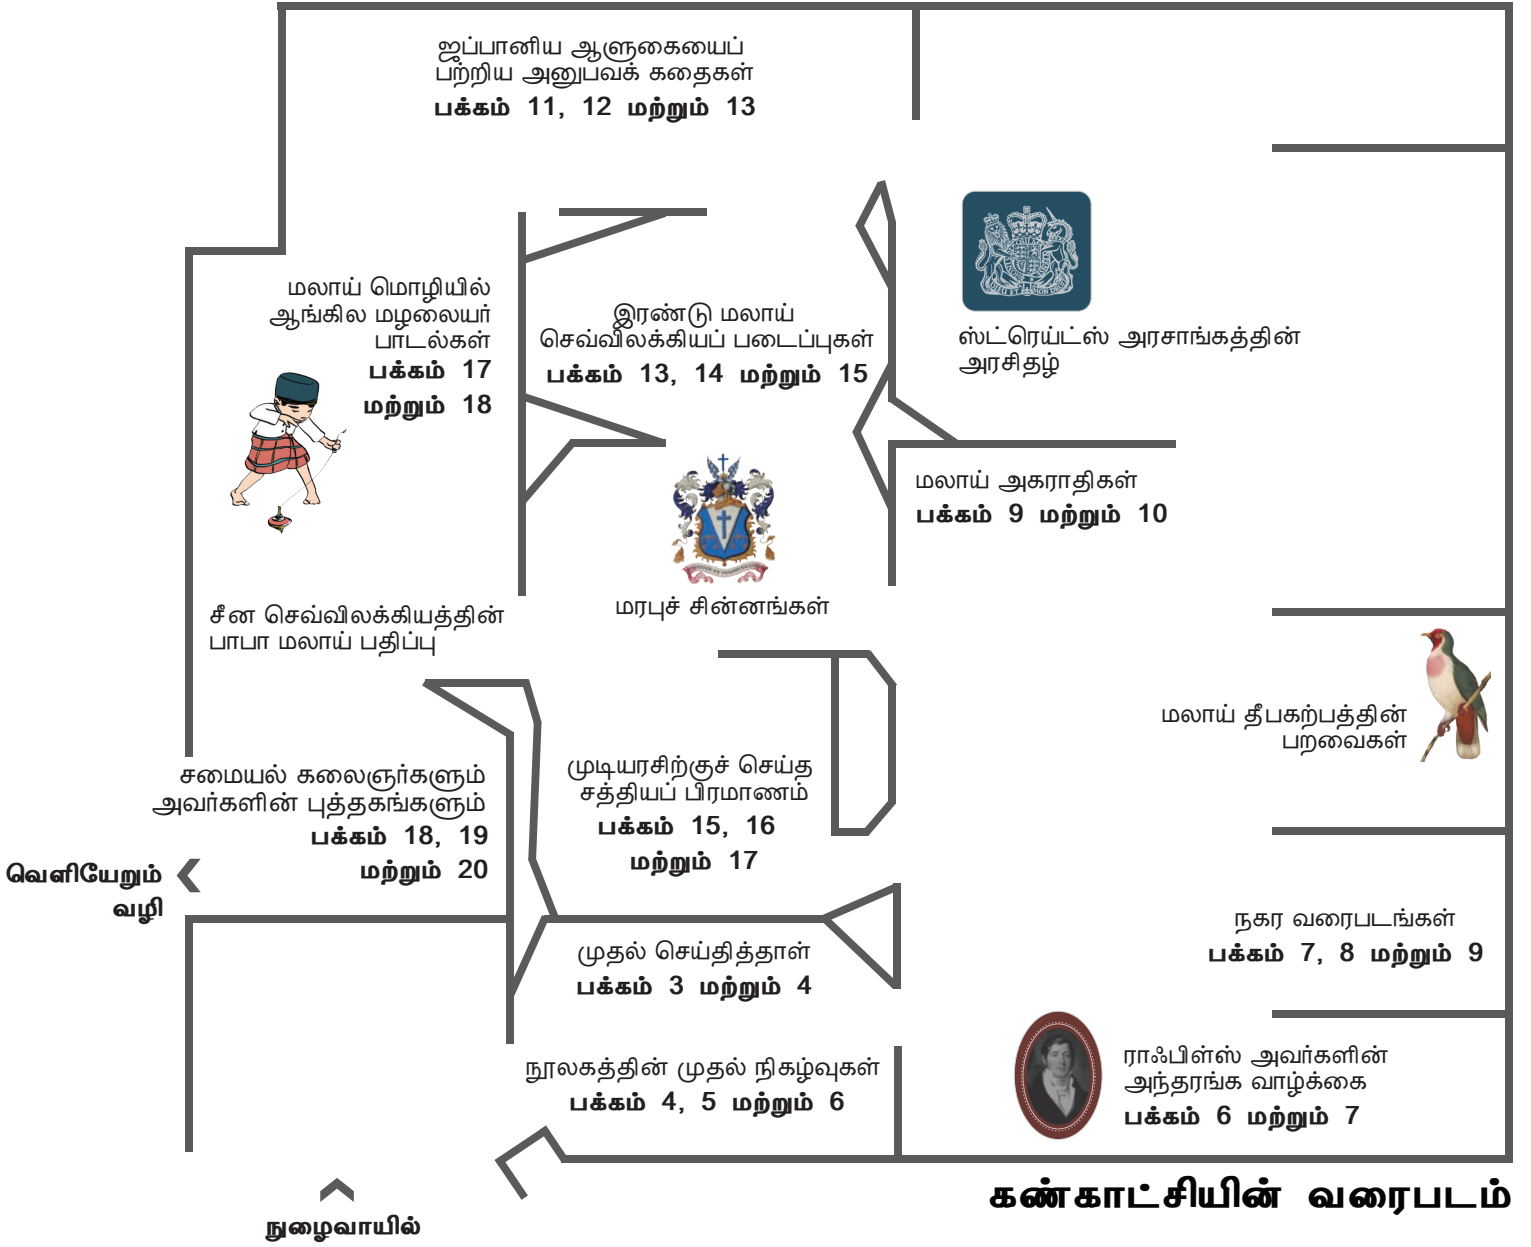 ஜப்பானிய ஆளுகையைப்
பற்றிய அனுபவக் கதைகள்
பக்கம் 11, 12 மற்றும் 13
மலாய் மொழியில்
ஆங்கில மழலையர்
பாடல்கள்
பக்கம் 17
மற்றும் 18
இரண்டு மலாய்
செவ்விலக்கியப் படைப்புகள்
பக்கம் 13, 14 மற்றும் 15
ஸ்ட்ரெய்ட்ஸ் அரசாங்கத்தின்
அரசிதழ்
மலாய் அகராதிகள்
பக்கம் 9 மற்றும் 10
மரபுச் சின்னங்கள்
சீன செவ்விலக்கியத்தின்
பாபா மலாய் பதிப்பு
மலாய் தீபகற்பத்தின்
பறவைகள்
சமையல் கலைஞர்களும்
அவர்களின் புத்தகங்களும்
பக்கம் 18, 19
மற்றும் 20
முடியரசிற்குச் செய்த
சத்தியப் பிரமாணம்
பக்கம் 15, 16
மற்றும் 17
வெளியேறும்
வழி
நகர வரைபடங்கள்
பக்கம் 7, 8 மற்றும் 9
முதல் செய்தித்தாள்
பக்கம் 3 மற்றும் 4
நூலகத்தின் முதல் நிகழ்வுகள்
பக்கம் 4, 5 மற்றும் 6
ராஃபிள்ஸ் அவர்களின்
அந்தரங்க வாழ்க்கை
பக்கம் 6 மற்றும் 7
கண்காட்சியின் வரைபடம்
நுழைவாயில்